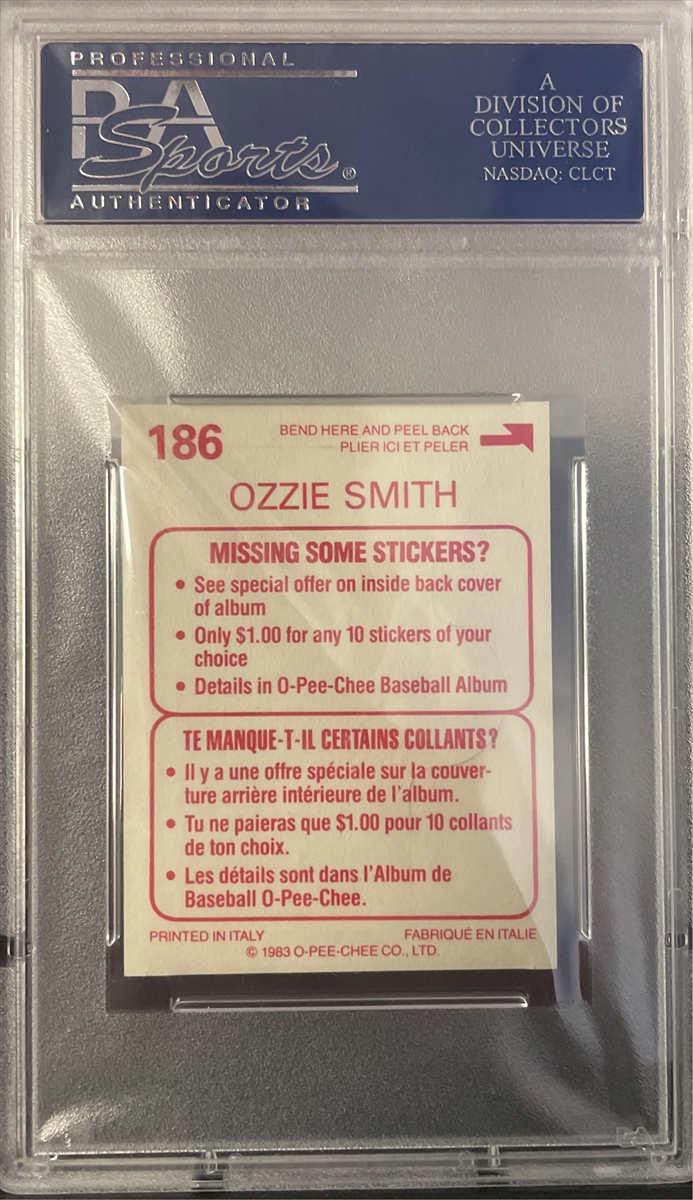 PROFESSIONAL
PSA
Sports®
AUTHENTICATOR
A
DIVISION OF
COLLECTORS
UNIVERSE
NASDAQ: CLCT
186
BEND HERE AND PEEL BACK
PLIER ICI ET PELER
OZZIE SMITH
MISSING SOME STICKERS?
• See special offer on inside back cover
of album
• Only $1.00 for any 10 stickers of your
choice
• Details in O-Pee-Chee Baseball Album
TE MANQUE-T-IL CERTAINS COLLANTS?
• Il y a une offre spéciale sur la couver-
ture arrière intérieure de l'album.
• Tu ne paieras que $1.00 pour 10 collants
de ton choix.
• Les détails sont dans l'Album de
Baseball O-Pee-Chee.
PRINTED IN ITALY
FABRIQUÉ EN ITALIE
© 1983 O-PEE-CHEE CO., LTD.
PSA